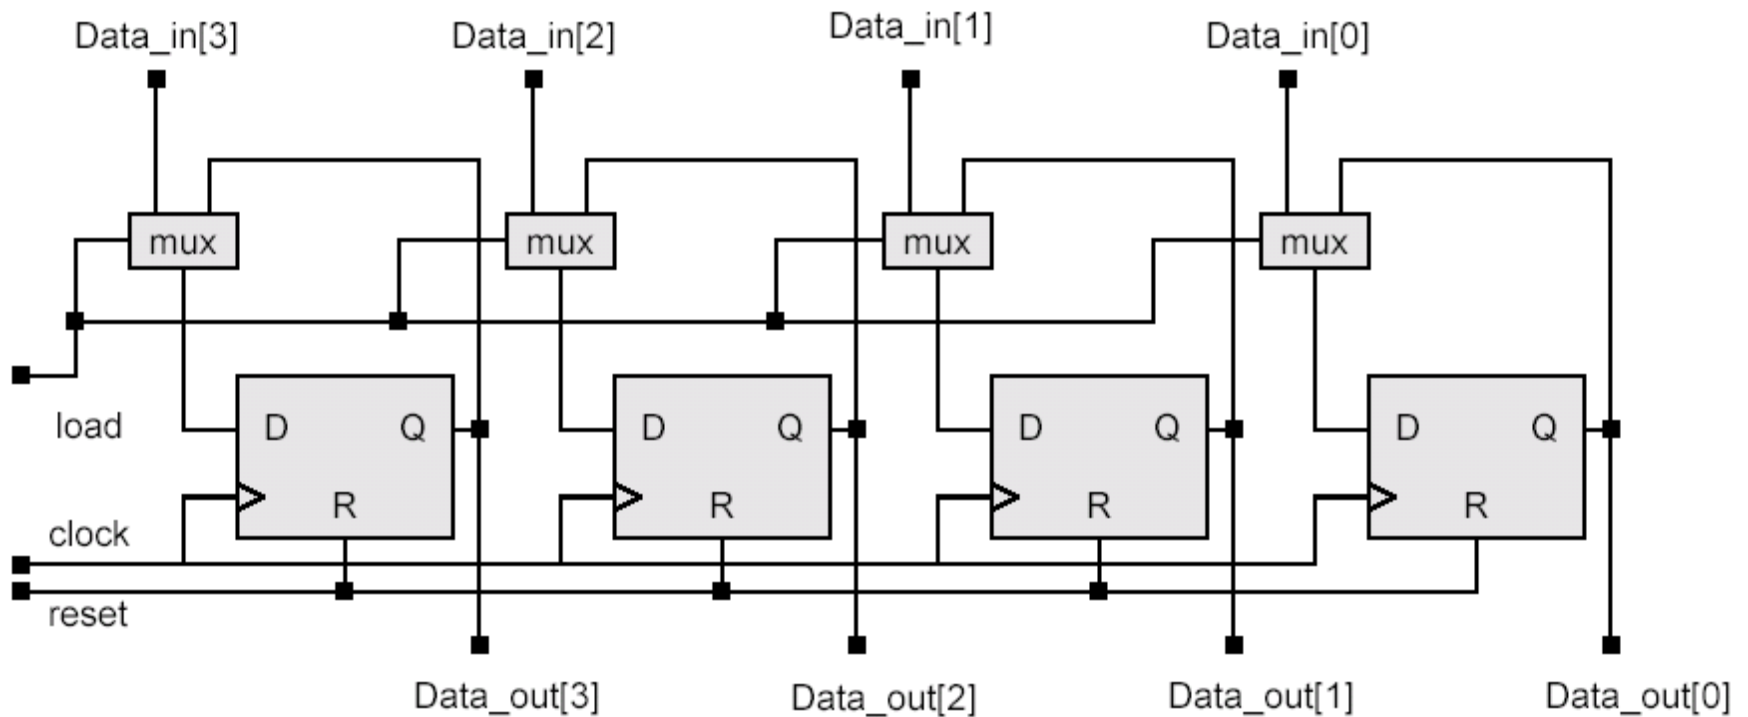 Data_in[3] Data_in[2] Data_in[1] Data_in[0]
mux mux mux mux
load
D Q D Q D Q D Q
R R R R
clock
reset
Data_out[3] Data_out[2] Data_out[1] Data_out[0]